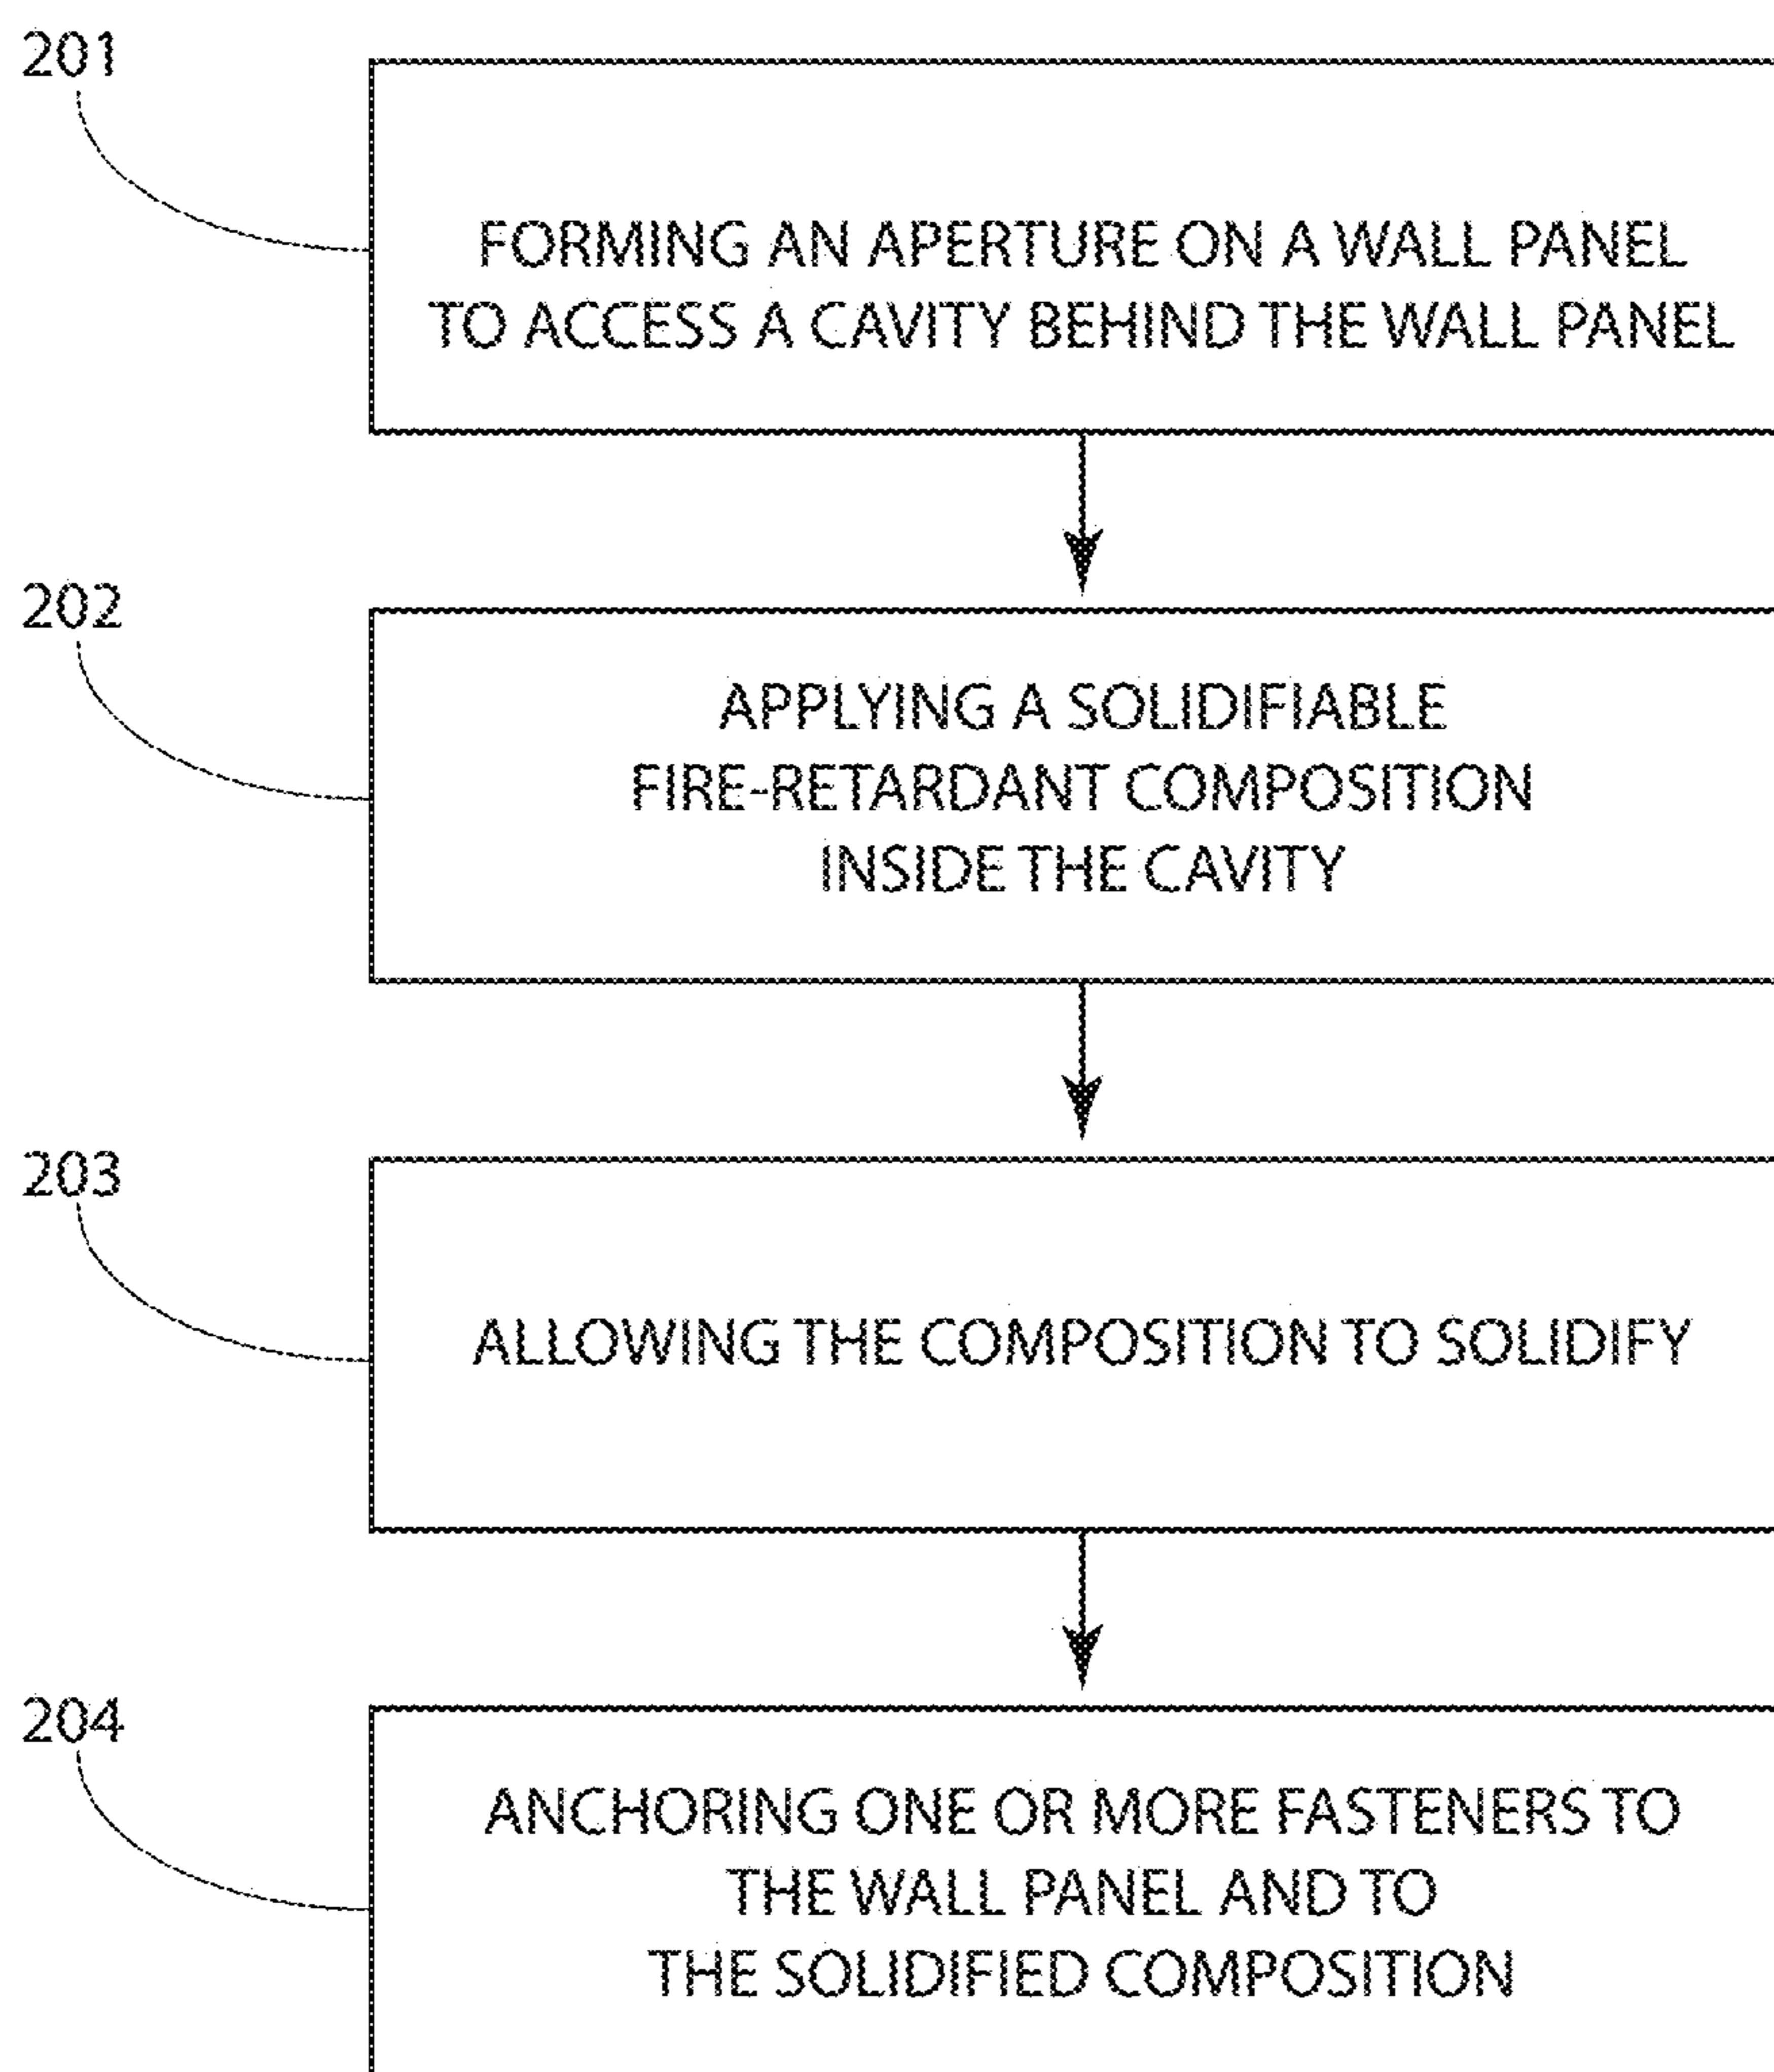 201
FORMING AN APERTURE ON A WALL PANEL
TO ACCESS A CAVITY BEHIND THE WALL PANEL
202
APPLYING A SOLIDIFIABLE
FIRE-RETARDANT COMPOSITION
INSIDE THE CAVITY
203
ALLOWING THE COMPOSITION TO SOLIDIFY
204
ANCHORING ONE OR MORE FASTENERS TO
THE WALL PANEL AND TO
THE SOLIDIFIED COMPOSITION